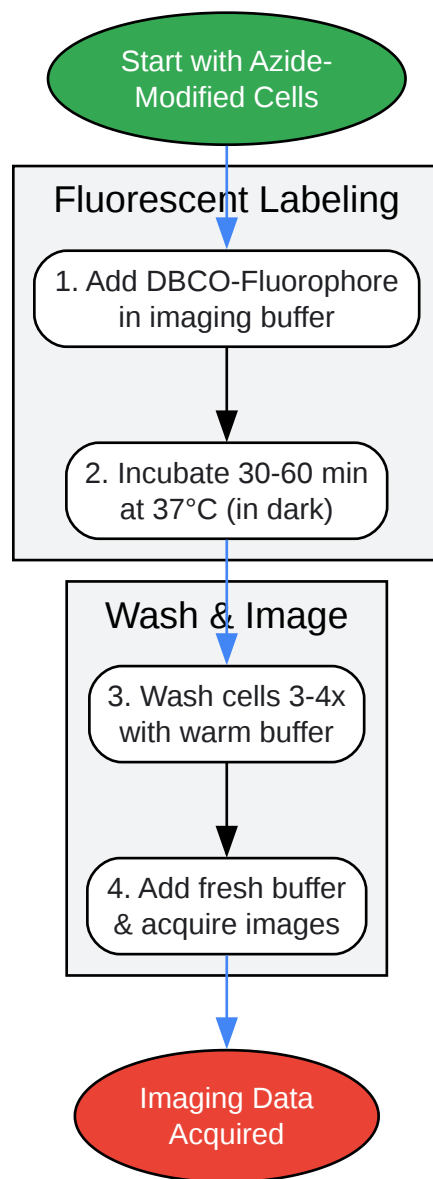 Start with Azide-
Modified Cells
Fluorescent Labeling
1. Add DBCO-Fluorophore
in imaging buffer
2. Incubate 30-60 min
at 37°C (in dark)
Wash & Image
3. Wash cells 3-4x
with warm buffer
4. Add fresh buffer
& acquire images
Imaging Data
Acquired